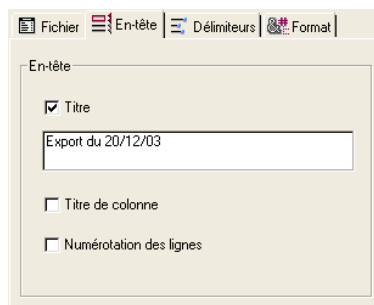 Fichier En-tête Délimiteurs Format
En-tête
Titre
Export du 20/12/03
Titre de colonne
Numérotation des lignes